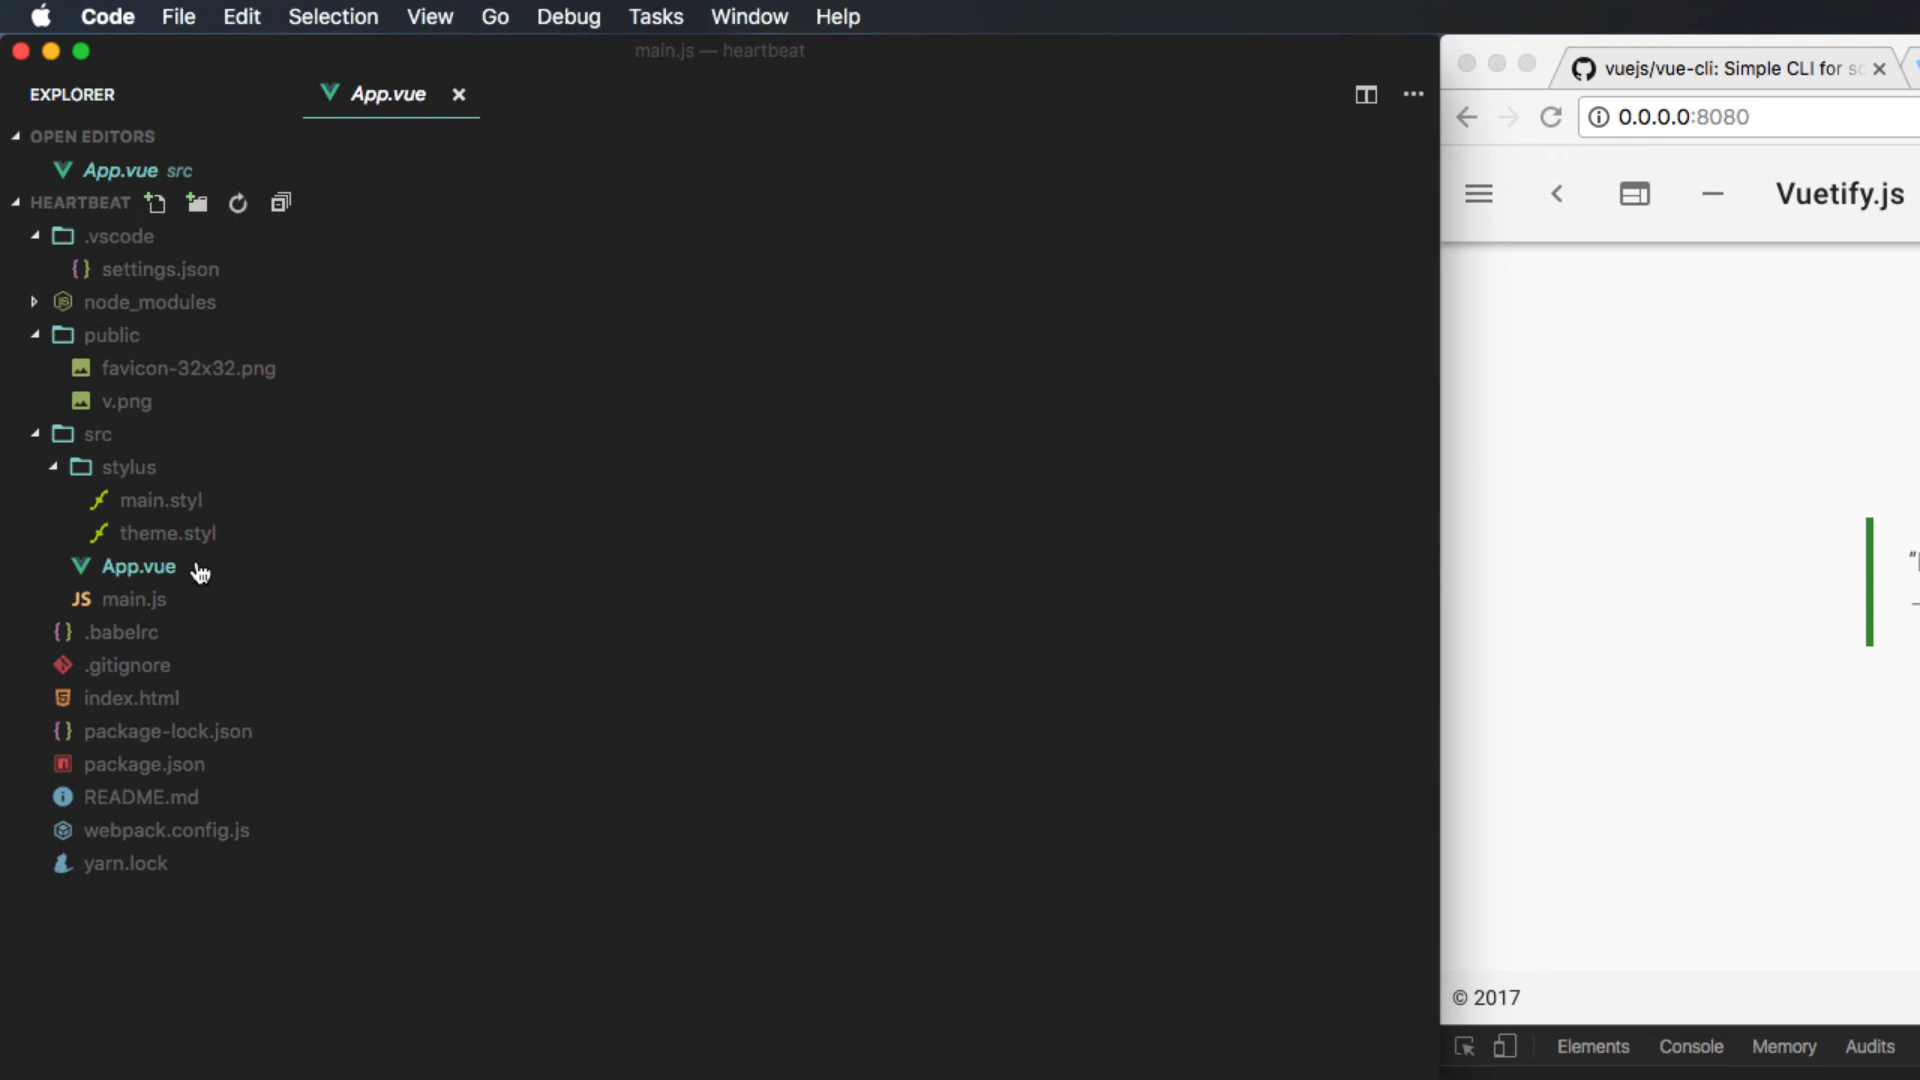 Code File Edit Selection View Go Debug Tasks Window Help
main.js — heartbeat
EXPLORER
App.vue
OPEN EDITORS
App.vue src
HEARTBEAT
.vscode
{ } settings.json
node_modules
public
favicon-32x32.png
v.png
src
stylus
main.styl
theme.styl
App.vue
JS main.js
{ } .babelrc
.gitignore
index.html
{ } package-lock.json
package.json
README.md
webpack.config.js
yarn.lock
vuejs/vue-cli: Simple CLI for sc
0.0.0.0:8080
Vuetify.js
© 2017
Elements Console Memory Audits